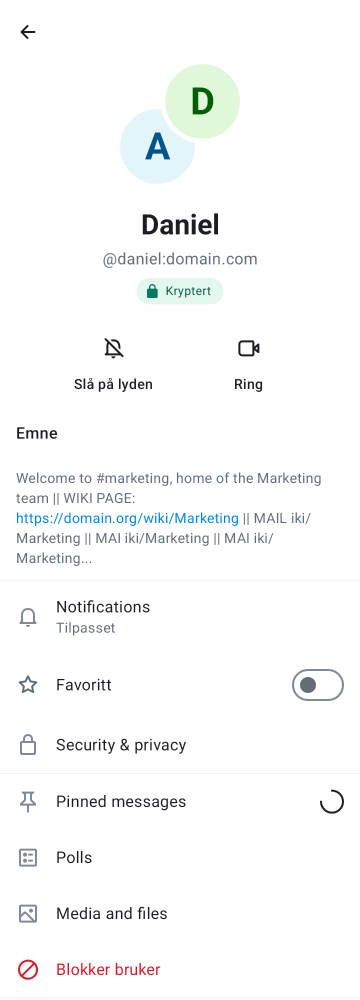 D
A
Daniel
@daniel:domain.com
Kryptert
Slå på lyden
Ring
Emne
Welcome to #marketing, home of the Marketing
team || WIKI PAGE:
https://domain.org/wiki/Marketing || MAIL iki/
Marketing || MAI iki/Marketing || MAI iki/
Marketing...
Notifications
Tilpasset
Favoritt
Security & privacy
Pinned messages
Polls
Media and files
Blokker bruker